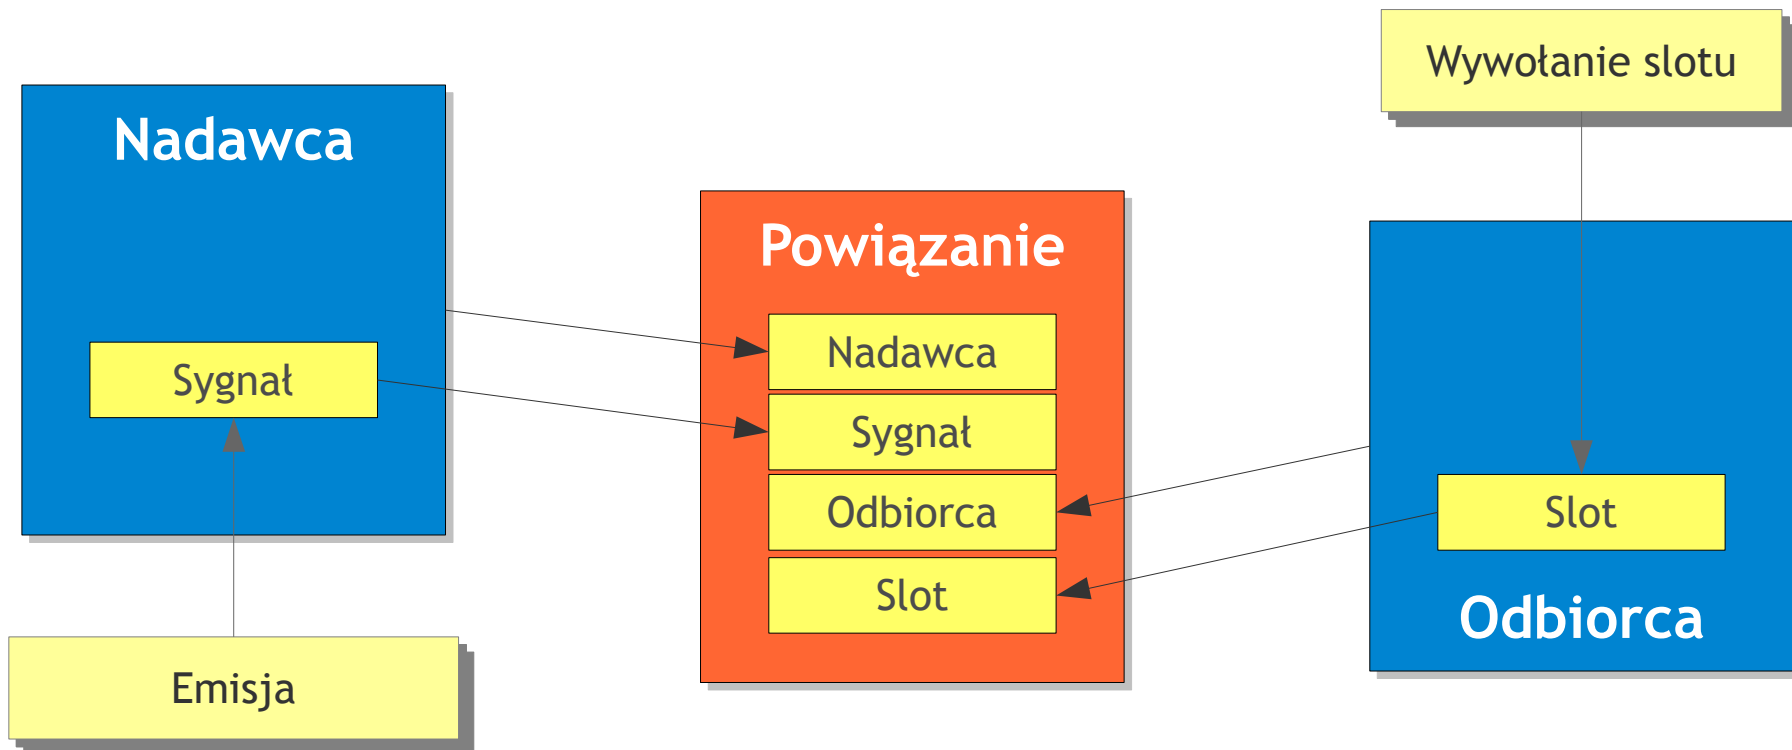 Wywołanie slotu
Nadawca
Sygnał
Emisja
Powiązanie
Nadawca
Sygnał
Odbiorca
Slot
Slot
Odbiorca